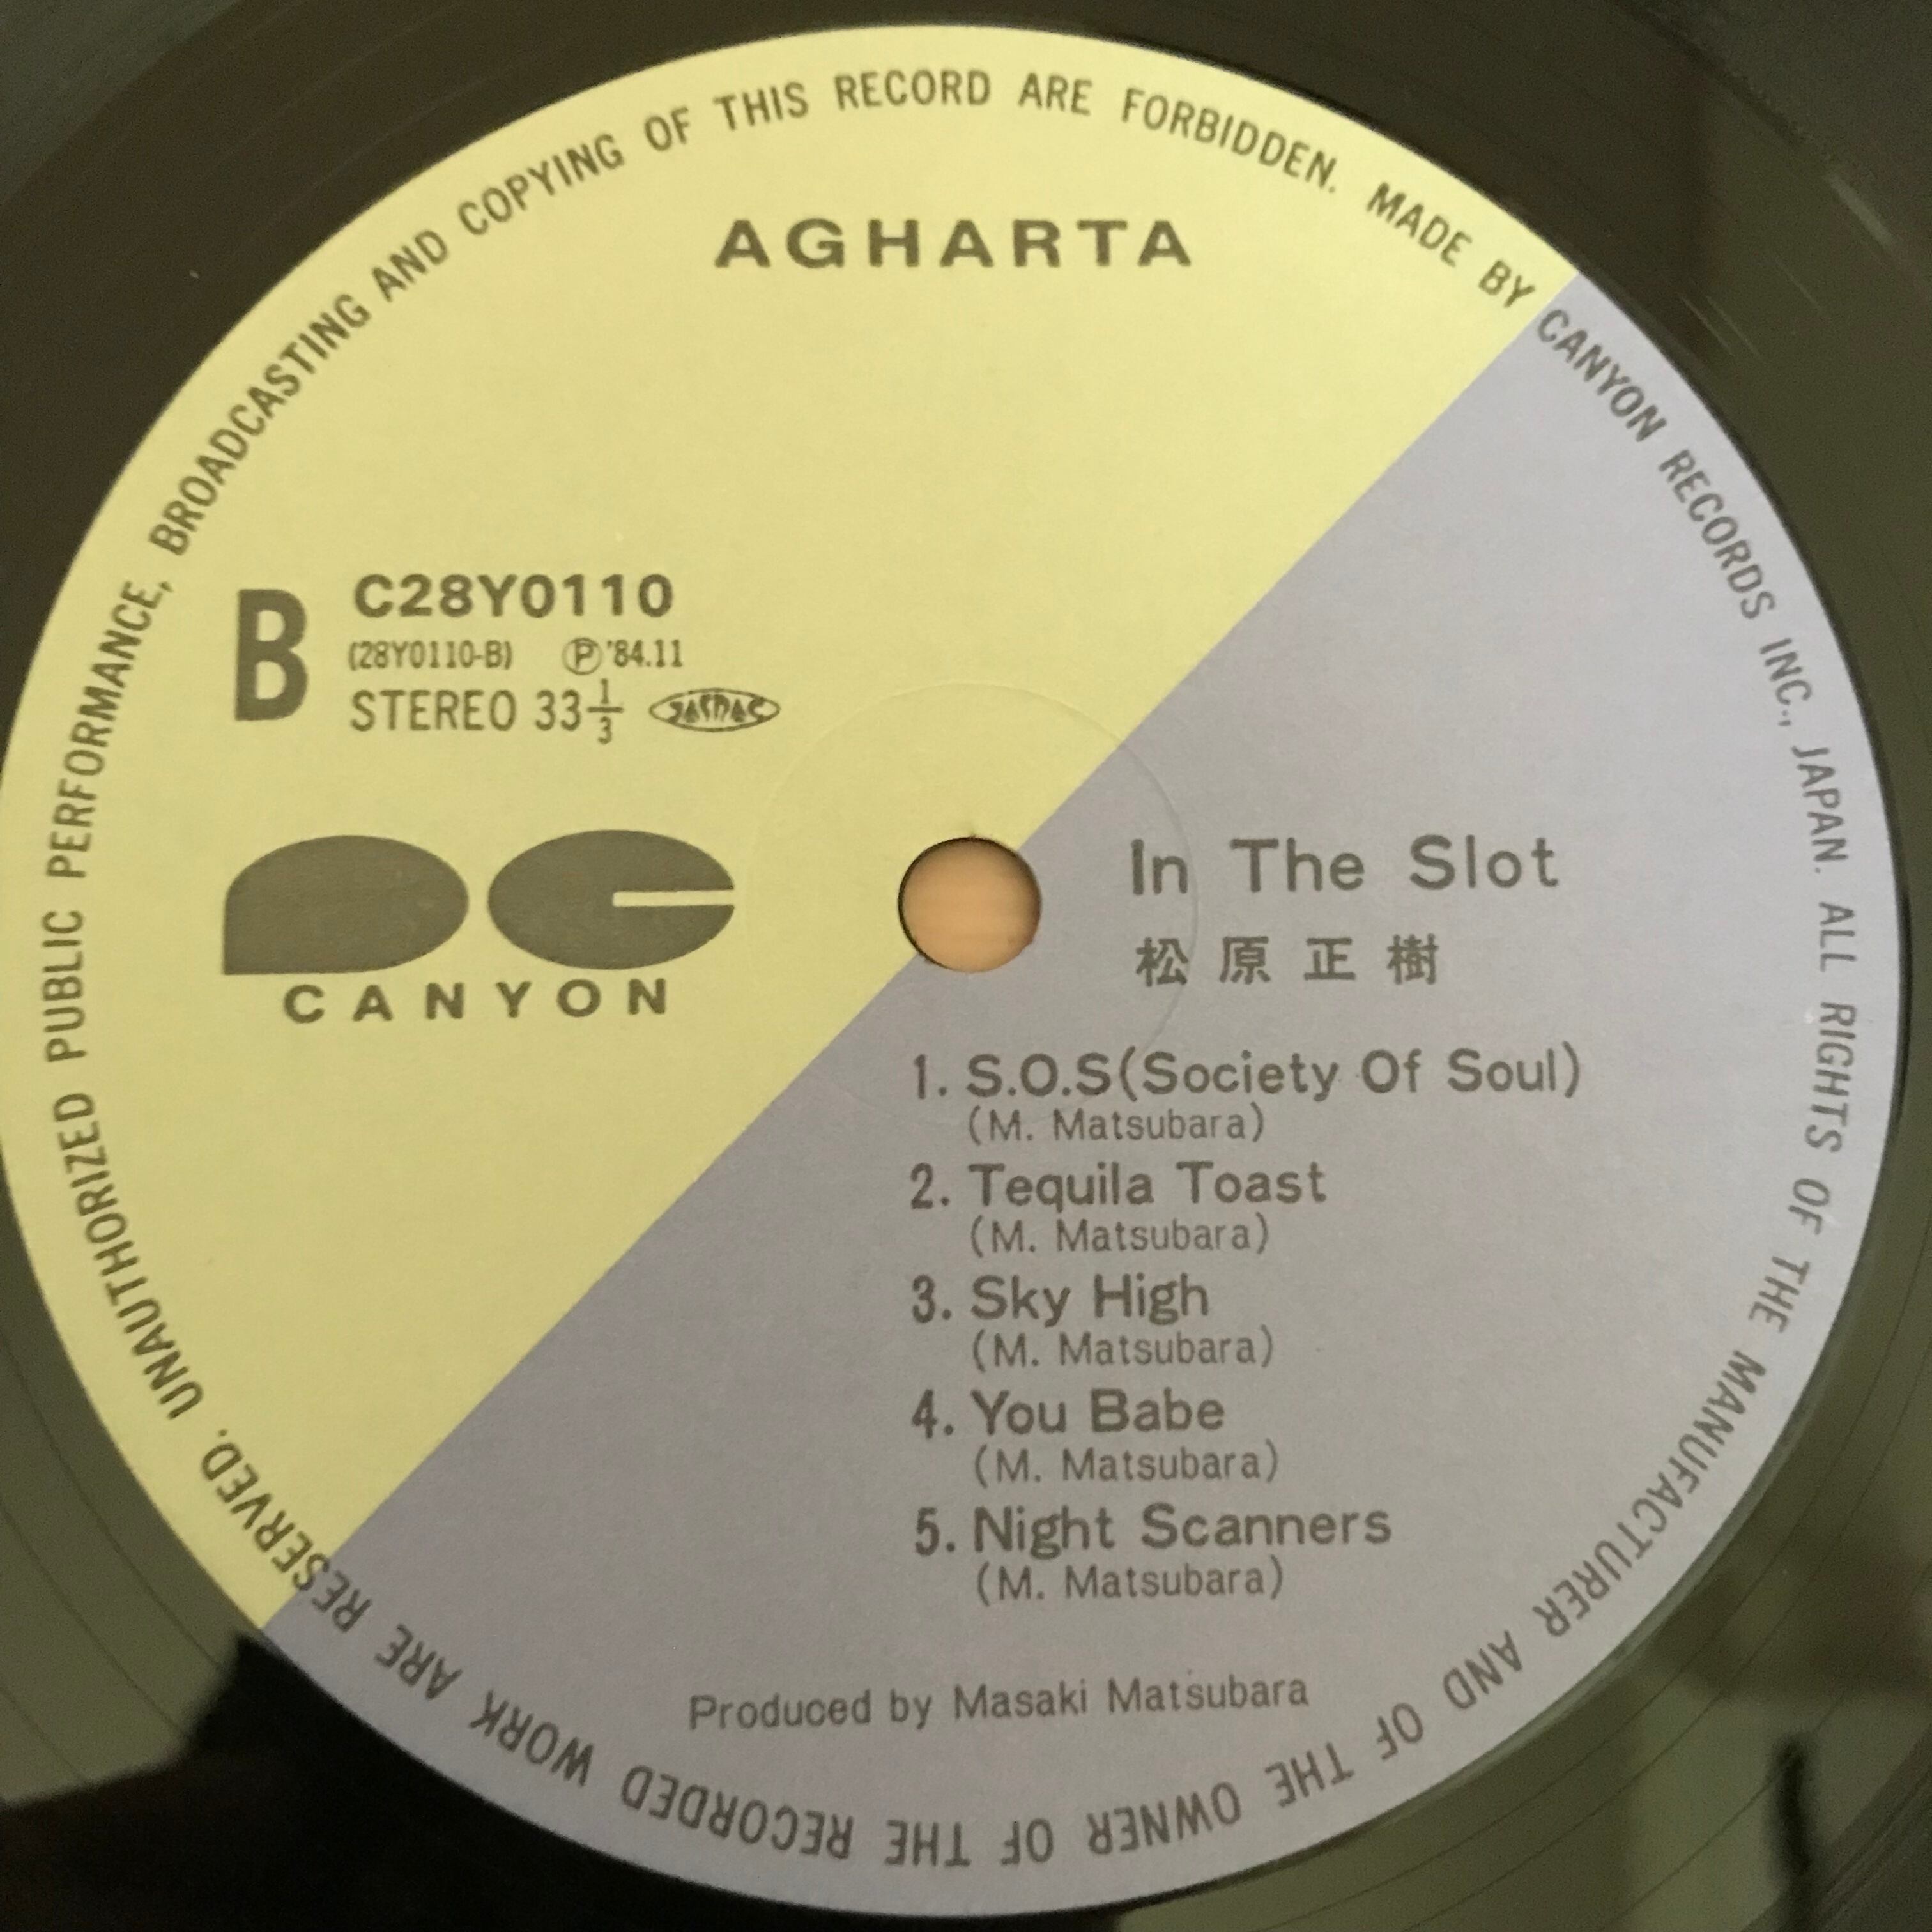 UNAUTHORIZED PUBLIC PERFORMANCE, BROADCASTING AND COPYING OF THIS RECORD ARE FORBIDDEN. MADE BY CANYON RECORDS INC., JAPAN. ALL RIGHTS OF THE MANUFACTURER AND OF THE OWNER OF THE RECORDED WORK ARE RESERVED.
AGHARTA
B
C28Y0110
(28Y0110-B) Ⓟ'84.11
STEREO 33 1/3 JASRAC
CANYON
In The Slot
松原正樹
1. S.O.S(Society Of Soul)
(M. Matsubara)
2. Tequila Toast
(M. Matsubara)
3. Sky High
(M. Matsubara)
4. You Babe
(M. Matsubara)
5. Night Scanners
(M. Matsubara)
Produced by Masaki Matsubara